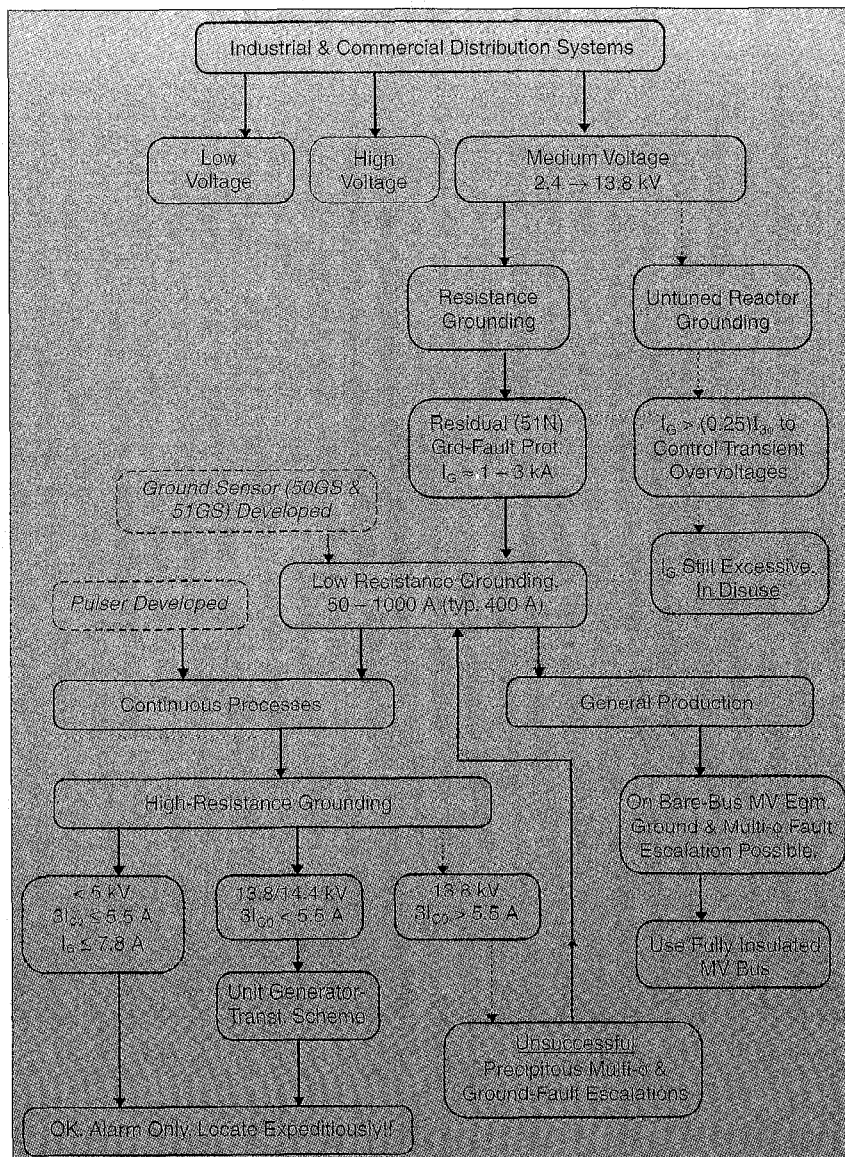 Industrial & Commercial Distribution Systems
Low
Voltage
High
Voltage
Medium Voltage
2.4 → 13.8 kV
Resistance
Grounding
Untuned Reactor
Grounding
Residual (51N)
Grd-Fault Prot.
I_G = 1 – 3 kA
I_G > (0.25)I_3φ to
Control Transient
Overvoltages
Ground Sensor (50GS &
51GS) Developed
Low Resistance Grounding.
50 – 1000 A (typ. 400 A)
I_G Still Excessive.
In Disuse
Pulser Developed
Continuous Processes
General Production
High-Resistance Grounding
On Bare-Bus MV Eqm.
Ground & Multi-φ Fault
Escalation Possible.
< 5 kV
3I_C0 ≤ 5.5 A
I_G ≤ 7.8 A
13.8/14.4 kV
3I_C0 < 5.5 A
13.8 kV
3I_C0 > 5.5 A
Use Fully Insulated
MV Bus
Unit Generator-
Transf. Scheme
Unsuccessful
Precipitous Multi-φ &
Ground-Fault Escalations
OK. Alarm Only. Locate Expeditiously!